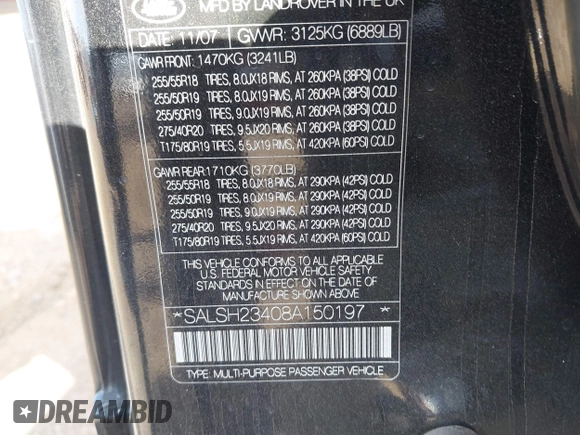 MFD BY LANDROVER IN THE UK
DATE: 11/07 GVWR: 3125KG (6889LB)
GAWR FRONT: 1470KG (3241LB)
255/55R18 TIRES, 8.0JX18 RIMS, AT 260KPA (38PSI) COLD
255/50R19 TIRES, 8.0JX19 RIMS, AT 260KPA (38PSI) COLD
255/50R19 TIRES, 9.0JX19 RIMS, AT 260KPA (38PSI) COLD
275/40R20 TIRES, 9.5JX20 RIMS, AT 260KPA (38PSI) COLD
T175/80R19 TIRES, 5.5JX19 RIMS, AT 420KPA (60PSI) COLD
GAWR REAR: 1710KG (3770LB)
255/55R18 TIRES, 8.0JX18 RIMS, AT 290KPA (42PSI) COLD
255/50R19 TIRES, 8.0JX19 RIMS, AT 290KPA (42PSI) COLD
255/50R19 TIRES, 9.0JX19 RIMS, AT 290KPA (42PSI) COLD
275/40R20 TIRES, 9.5JX20 RIMS, AT 290KPA (42PSI) COLD
T175/80R19 TIRES, 5.5JX19 RIMS, AT 420KPA (60PSI) COLD
THIS VEHICLE CONFORMS TO ALL APPLICABLE
U.S. FEDERAL MOTOR VEHICLE SAFETY
STANDARDS IN EFFECT ON THE DATE OF
MANUFACTURE SHOWN ABOVE
*SALSH23408A150197 *
TYPE: MULTI-PURPOSE PASSENGER VEHICLE
DREAMBID